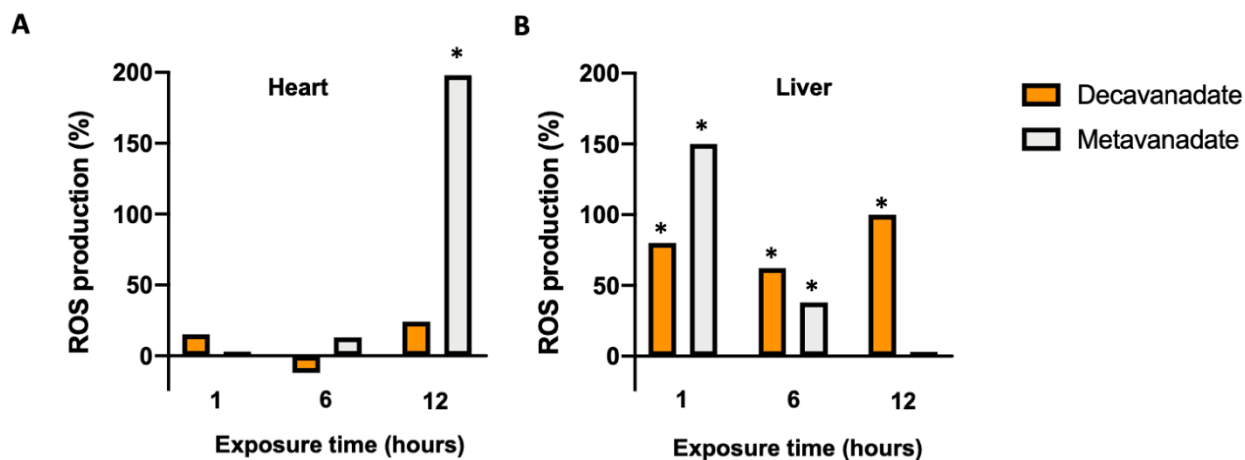 A
Heart
ROS production (%)
200
150
100
50
0
*
1
6
12
Exposure time (hours)
B
Liver
ROS production (%)
200
150
100
50
0
*
*
*
*
*
1
6
12
Exposure time (hours)
Decavanadate
Metavanadate